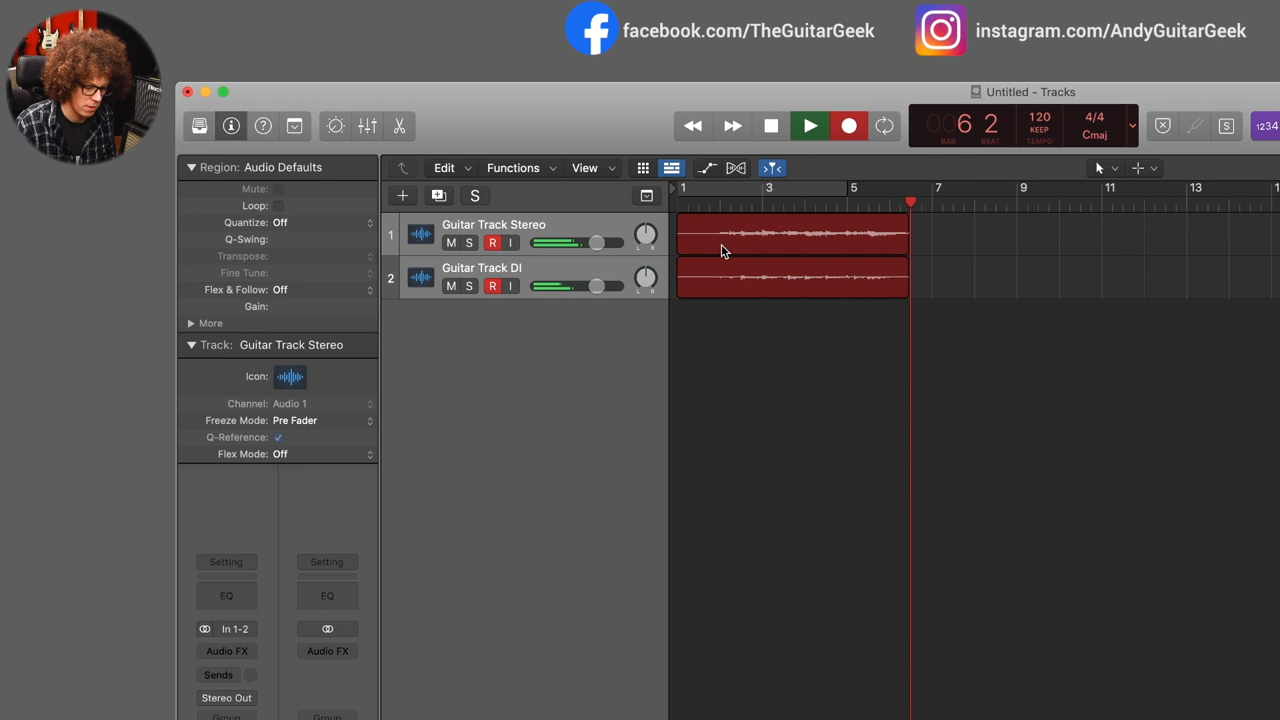 facebook.com/TheGuitarGeek
instagram.com/AndyGuitarGeek
Untitled - Tracks
006 2
BAR BEAT
120
KEEP
TEMPO
4/4
Cmaj
S
1234
Region: Audio Defaults
Mute:
Loop:
Quantize: Off
Q-Swing:
Transpose:
Fine Tune:
Flex & Follow: Off
Gain:
More
Track: Guitar Track Stereo
Icon:
Channel: Audio 1
Freeze Mode: Pre Fader
Q-Reference:
Flex Mode: Off
Setting
Setting
EQ
EQ
In 1-2
Audio FX
Audio FX
Sends
Stereo Out
Group
Group
Edit
Functions
View
S
1 3 5 7 9 11 13
1
Guitar Track Stereo
M S R I
L R
2
Guitar Track DI
M S R I
L R